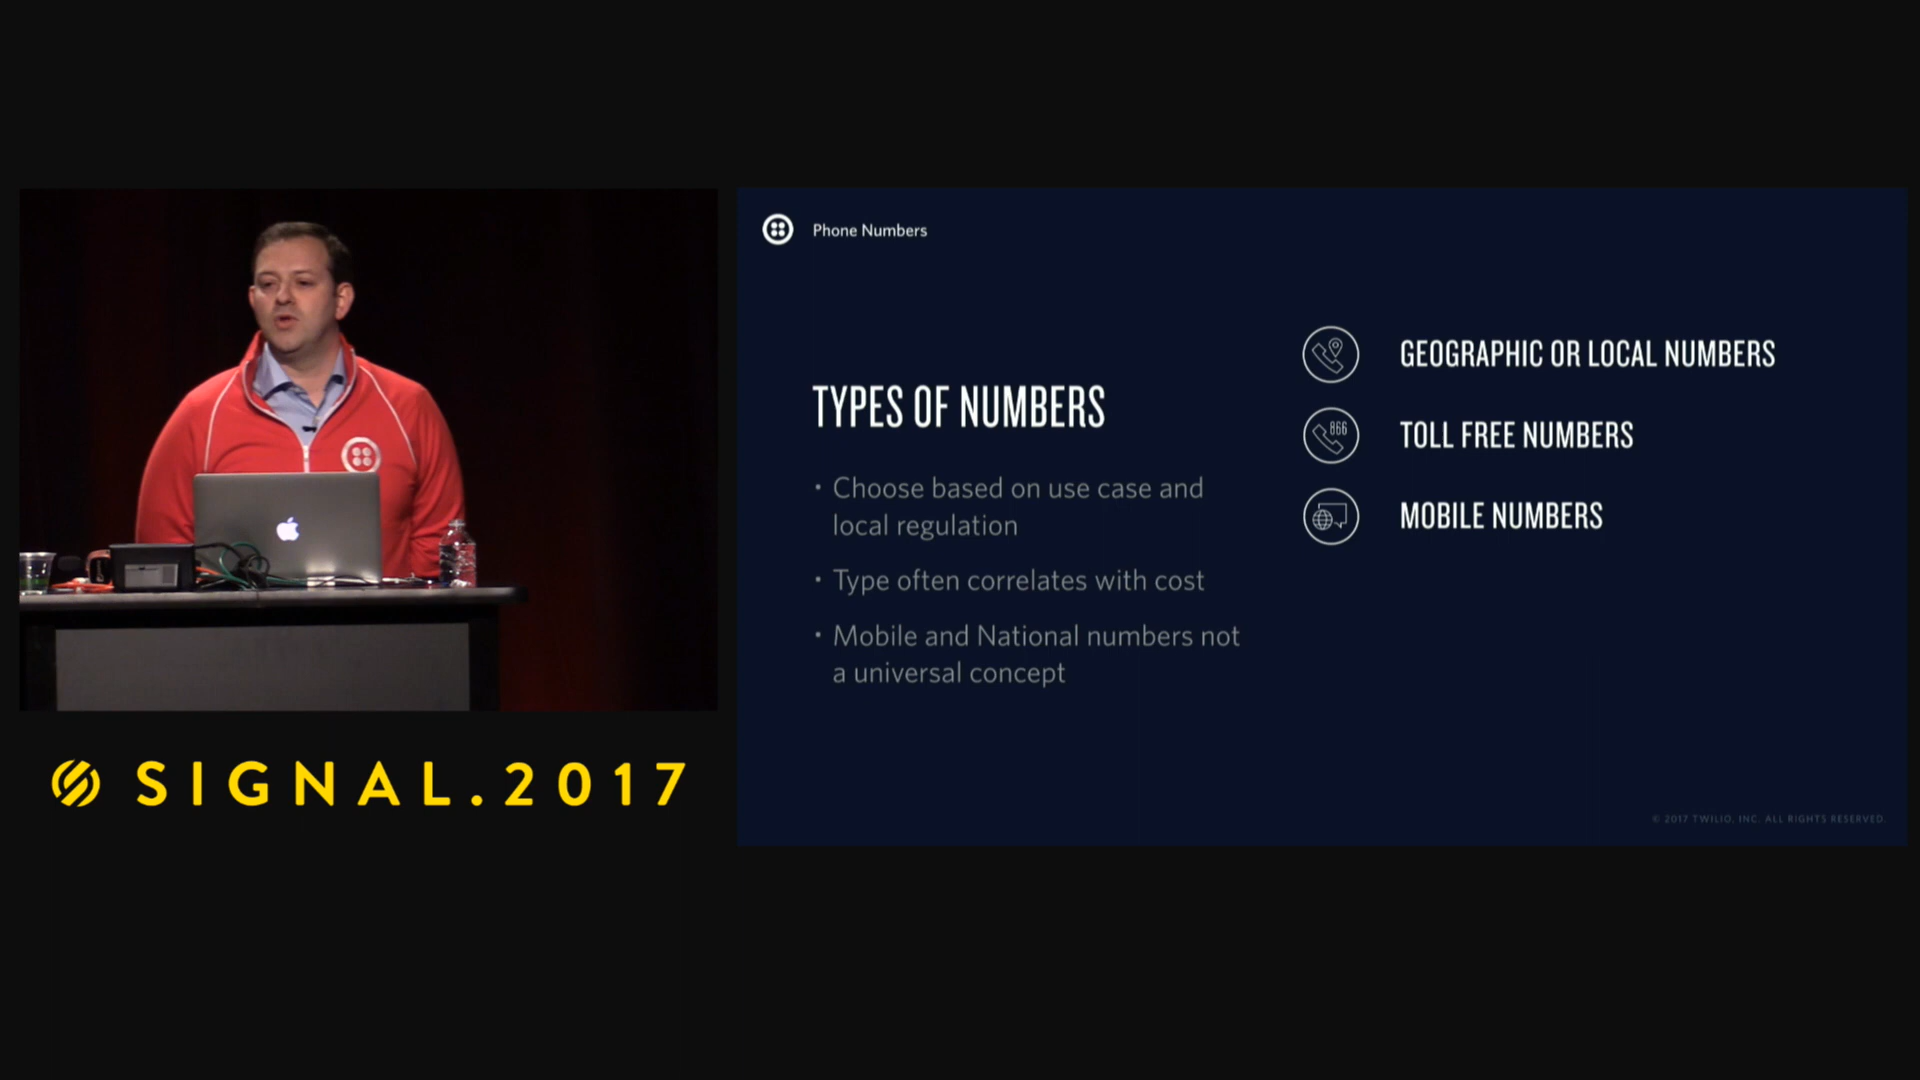 Phone Numbers
TYPES OF NUMBERS
• Choose based on use case and
local regulation
• Type often correlates with cost
• Mobile and National numbers not
a universal concept
GEOGRAPHIC OR LOCAL NUMBERS
866
TOLL FREE NUMBERS
MOBILE NUMBERS
© 2017 TWILIO, INC. ALL RIGHTS RESERVED.
SIGNAL.2017